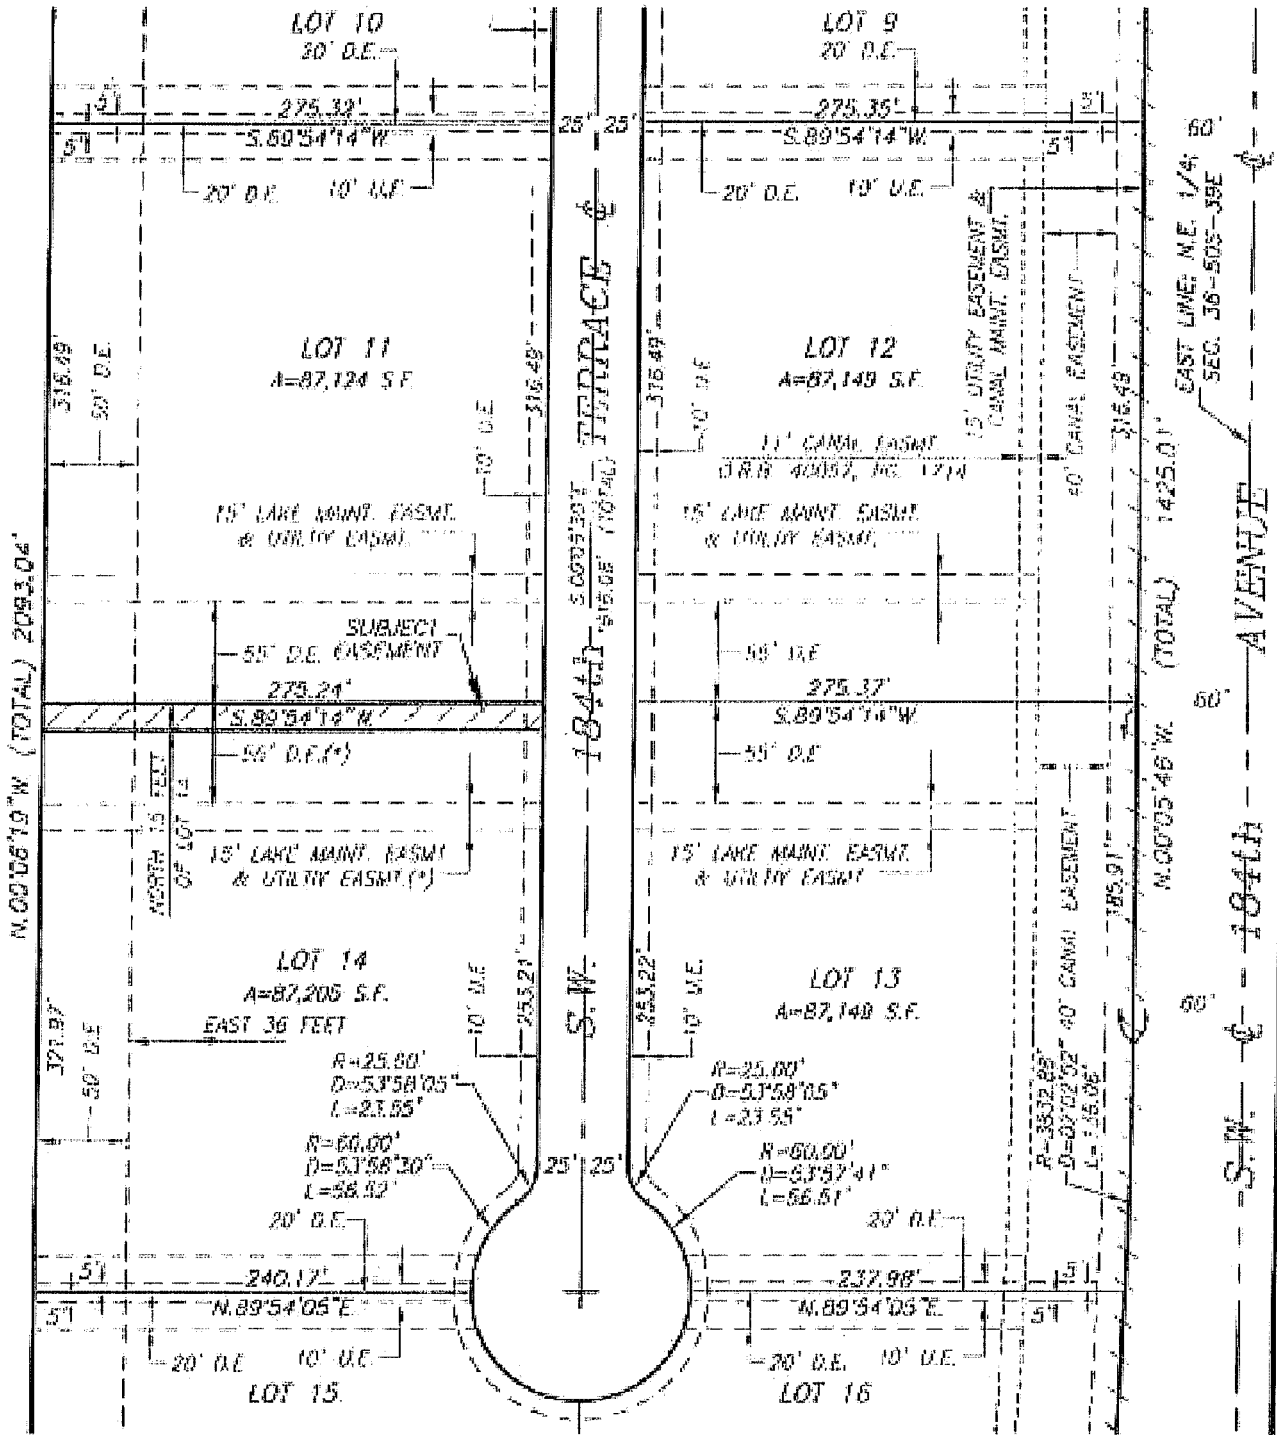 LOT 10
LOT 9
20' D.E.
5'
275.32'
S.89°54'14"W.
5'
20' D.E.
10' U.E.
25'
25'
275.35'
S.89°54'14"W.
5'
5'
20' D.E.
10' U.E.
60'
EAST LINE; N.E. 1/4;
SEC. 36-50S-39E
15' UTILITY EASEMENT &
CANAL MAINT. EASMT.
40' CANAL EASEMENT
LOT 11
A=87,124 S.F.
LOT 12
A=87,149 S.F.
316.49'
50' D.E.
316.49'
10' U.E.
316.49'
10' U.E.
316.49'
11' CANAL EASMT.
15' LAKE MAINT. EASMT.
& UTILITY EASMT.
15' LAKE MAINT. EASMT.
& UTILITY EASMT.
SUBJECT
EASEMENT
55' D.E.
55' D.E.
275.24'
S.89°54'14"W.
275.37'
S.89°54'14"W.
60'
55' D.E.
NORTH 15 FEET
OF LOT 14
15' LAKE MAINT. EASMT
& UTILTIY EASMT.(*)
15' LAKE MAINT. EASMT.
& UTILITY EASMT
N.00°06'19"W (TOTAL) 2093.04'
S.W. 184th TERRACE
N.00°05'46"W. (TOTAL) 1425.01'
S.W. 184th AVENUE
LOT 14
A=87,205 S.F.
EAST 36 FEET
LOT 13
A=87,149 S.F.
50' D.E.
10' U.E.
253.21'
253.22'
10' U.E.
40' CANAL EASEMENT
185.91'
60'
R=25.00'
D=53°58'05"
L=23.55'
R=25.00'
D=53°58'05"
L=23.55'
R=60.00'
D=53°58'30"
L=56.52'
R=60.00'
D=53°57'41"
L=56.51'
25'
25'
20' D.E.
20' D.E.
5'
240.17'
N.89°54'05"E.
5'
237.98'
N.89°54'05"E.
5'
5'
20' D.E.
10' U.E.
LOT 15
20' D.E.
10' U.E.
LOT 16